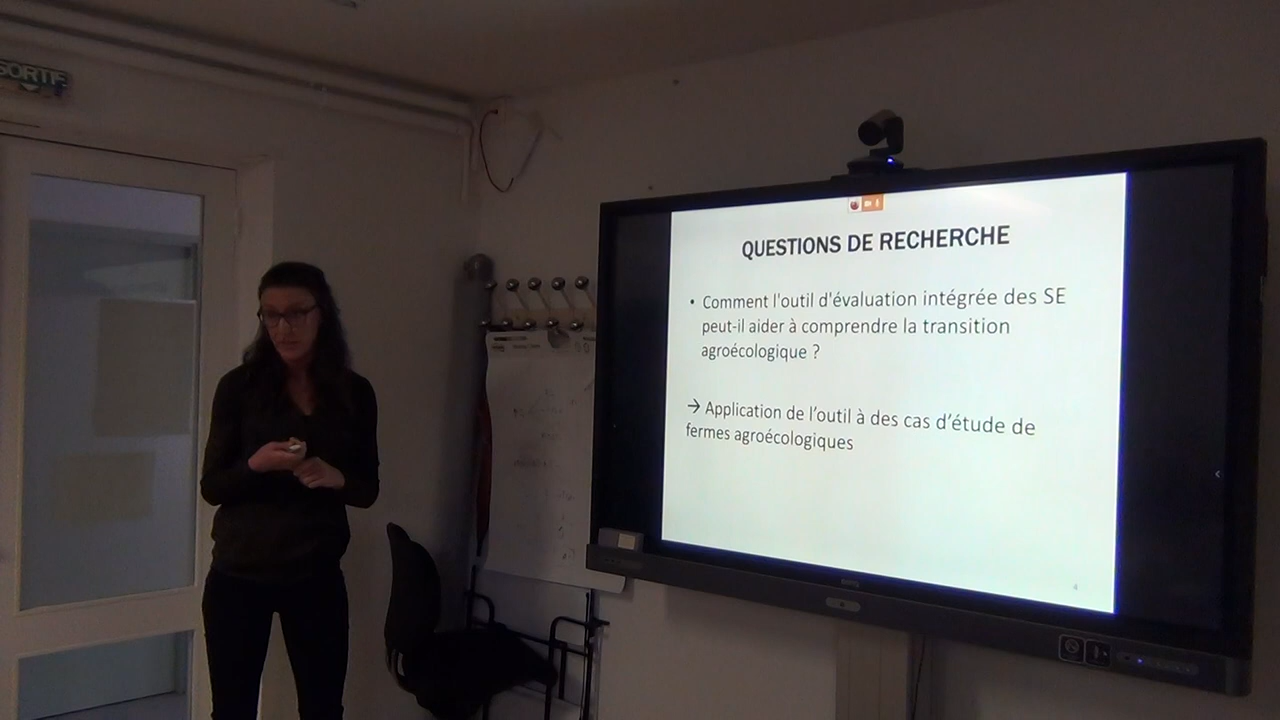 SORTIE
QUESTIONS DE RECHERCHE
• Comment l'outil d'évaluation intégrée des SE
peut-il aider à comprendre la transition
agroécologique ?
→ Application de l'outil à des cas d'étude de
fermes agroécologiques
4